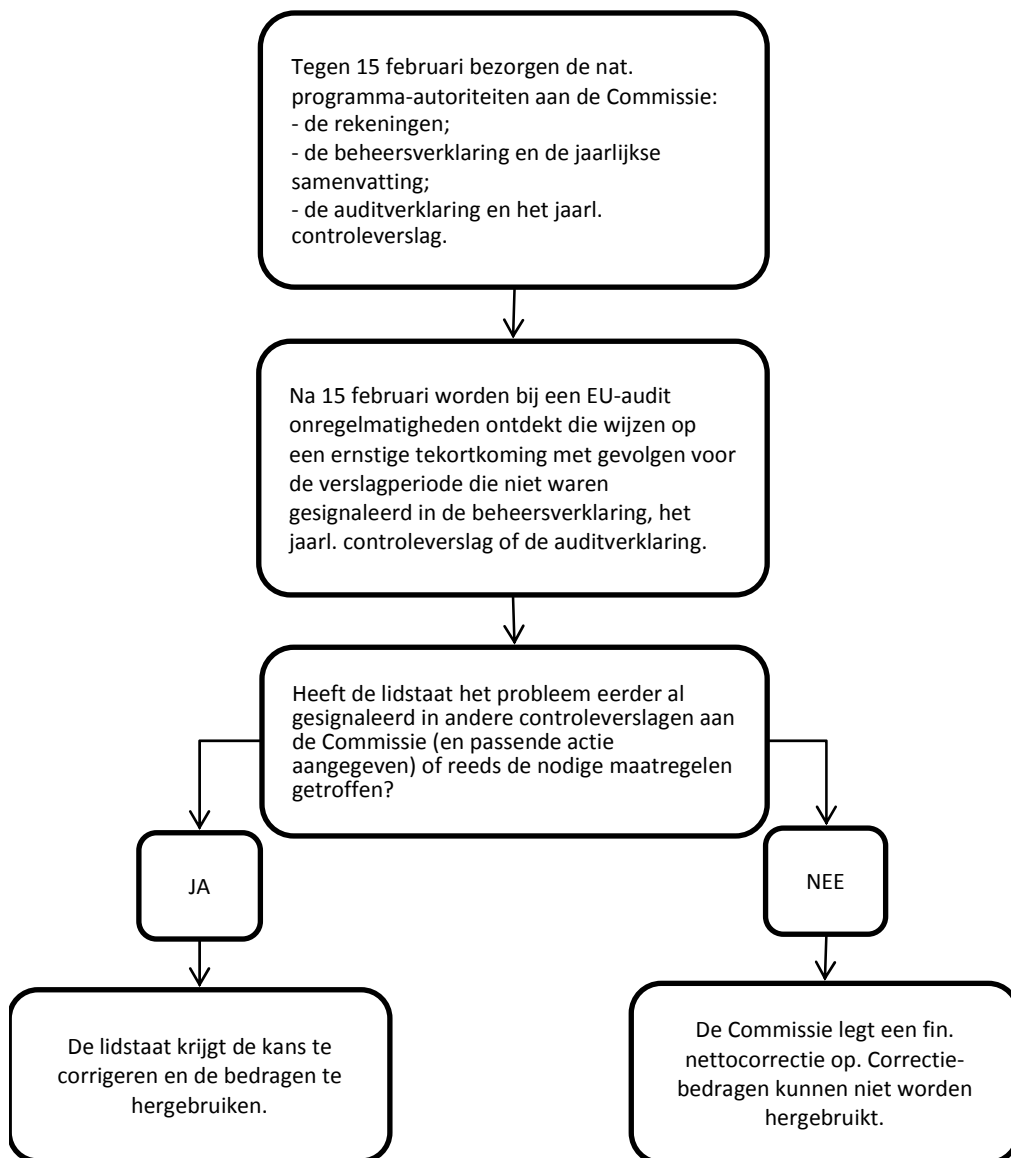 Tegen 15 februari bezorgen de nat.
programma-autoriteiten aan de Commissie:
- de rekeningen;
- de beheersverklaring en de jaarlijkse
samenvatting;
- de auditverklaring en het jaarl.
controleverslag.
Na 15 februari worden bij een EU-audit
onregelmatigheden ontdekt die wijzen op
een ernstige tekortkoming met gevolgen voor
de verslagperiode die niet waren
gesignaleerd in de beheersverklaring, het
jaarl. controleverslag of de auditverklaring.
Heeft de lidstaat het probleem eerder al
gesignaleerd in andere controleverslagen aan
de Commissie (en passende actie
aangegeven) of reeds de nodige maatregelen
getroffen?
JA
NEE
De lidstaat krijgt de kans te
corrigeren en de bedragen te
hergebruiken.
De Commissie legt een fin.
nettocorrectie op. Correctie-
bedragen kunnen niet worden
hergebruikt.